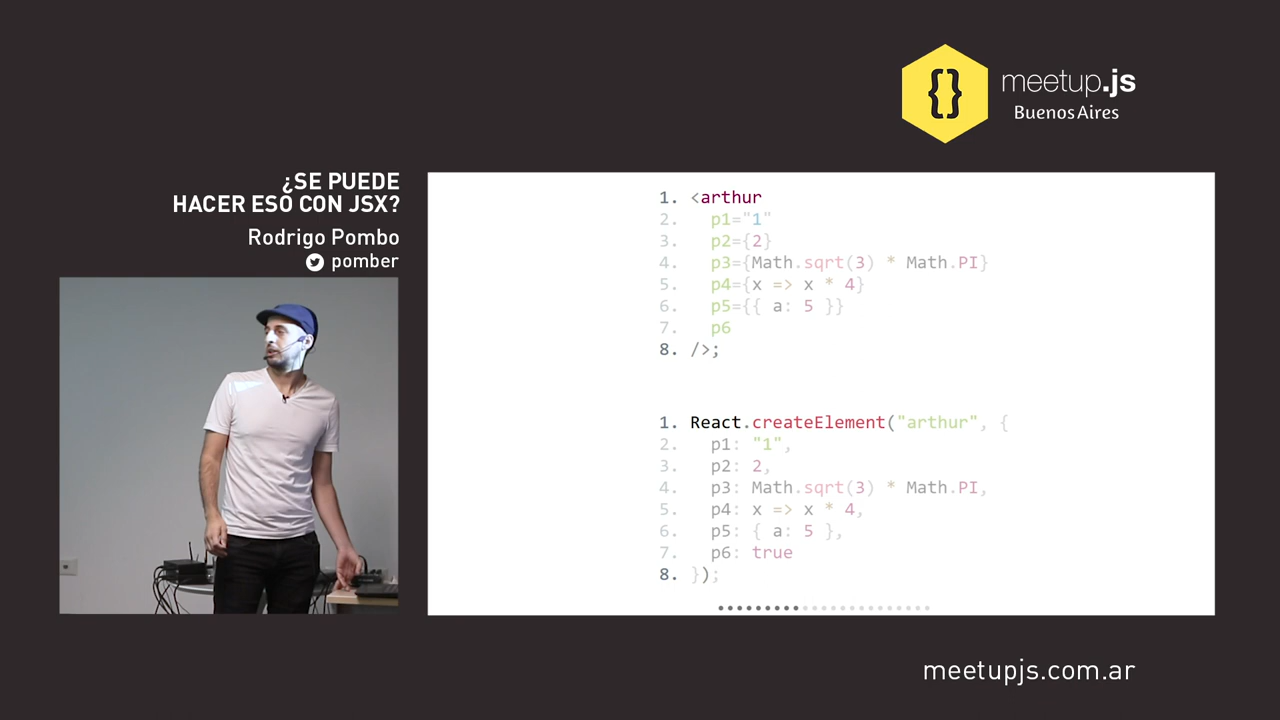 {}
meetup.js
Buenos Aires
¿SE PUEDE
HACER ESO CON JSX?
Rodrigo Pombo
pomber
1. <arthur
2.   p1="1"
3.   p2={2}
4.   p3={Math.sqrt(3) * Math.PI}
5.   p4={x => x * 4}
6.   p5={{ a: 5 }}
7.   p6
8. />;
1. React.createElement("arthur", {
2.   p1: "1",
3.   p2: 2,
4.   p3: Math.sqrt(3) * Math.PI,
5.   p4: x => x * 4,
6.   p5: { a: 5 },
7.   p6: true
8. });
meetupjs.com.ar